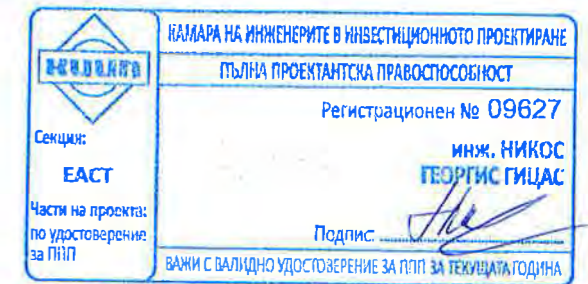 КАМАРА НА ИНЖЕНЕРИТЕ В ИНВЕСТИЦИОННОТО ПРОЕКТИРАНЕ
ПЪЛНА ПРОЕКТАНТСКА ПРАВОСПОСОБНОСТ
Регистрационен № 09627
Секция:
ЕАСТ
Части на проекта:
по удостоверение
за ППП
инж. НИКОС
ГЕОРГИС ГИЦАС
Подпис:
ВАЖИ С ВАЛИДНО УДОСТОВЕРЕНИЕ ЗА ППП ЗА ТЕКУЩАТА ГОДИНА